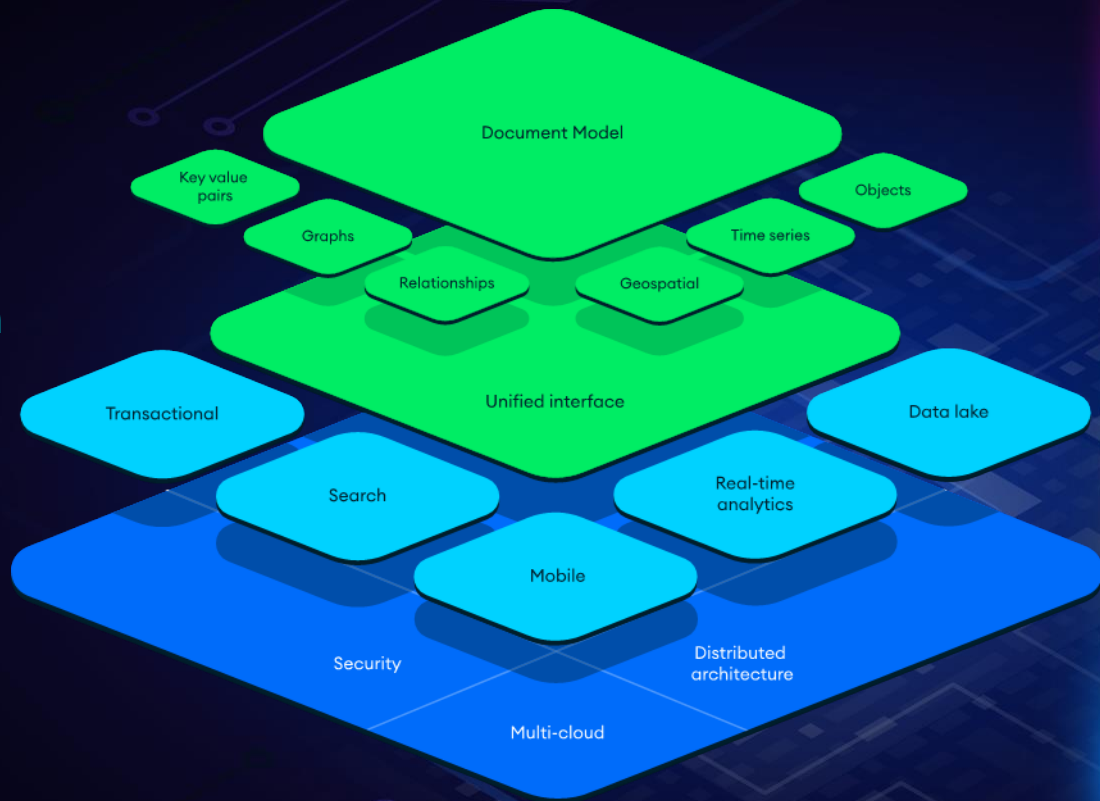 Document Model
Key value
pairs
Objects
Graphs
Time series
Relationships
Geospatial
Unified interface
Transactional
Data lake
Search
Real-time
analytics
Mobile
Security
Distributed
architecture
Multi-cloud